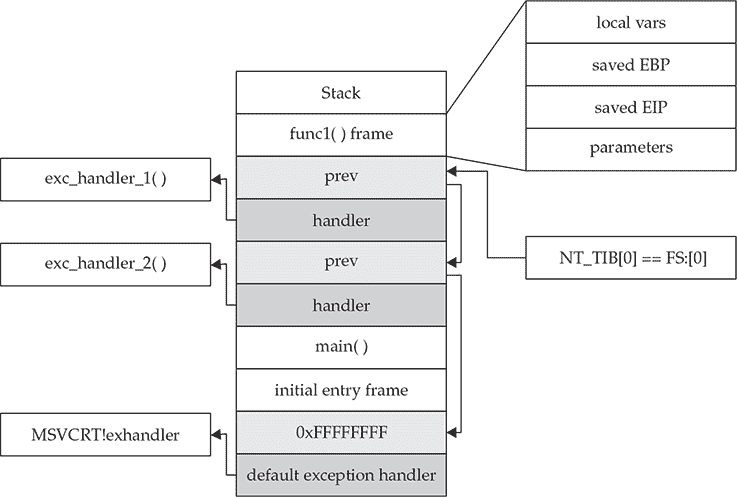 local vars
saved EBP
saved EIP
parameters
Stack
func1( ) frame
exc_handler_1( )
prev
handler
exc_handler_2( )
prev
NT_TIB[0] == FS:[0]
handler
main( )
initial entry frame
MSVCRT!exhandler
0xFFFFFFFF
default exception handler